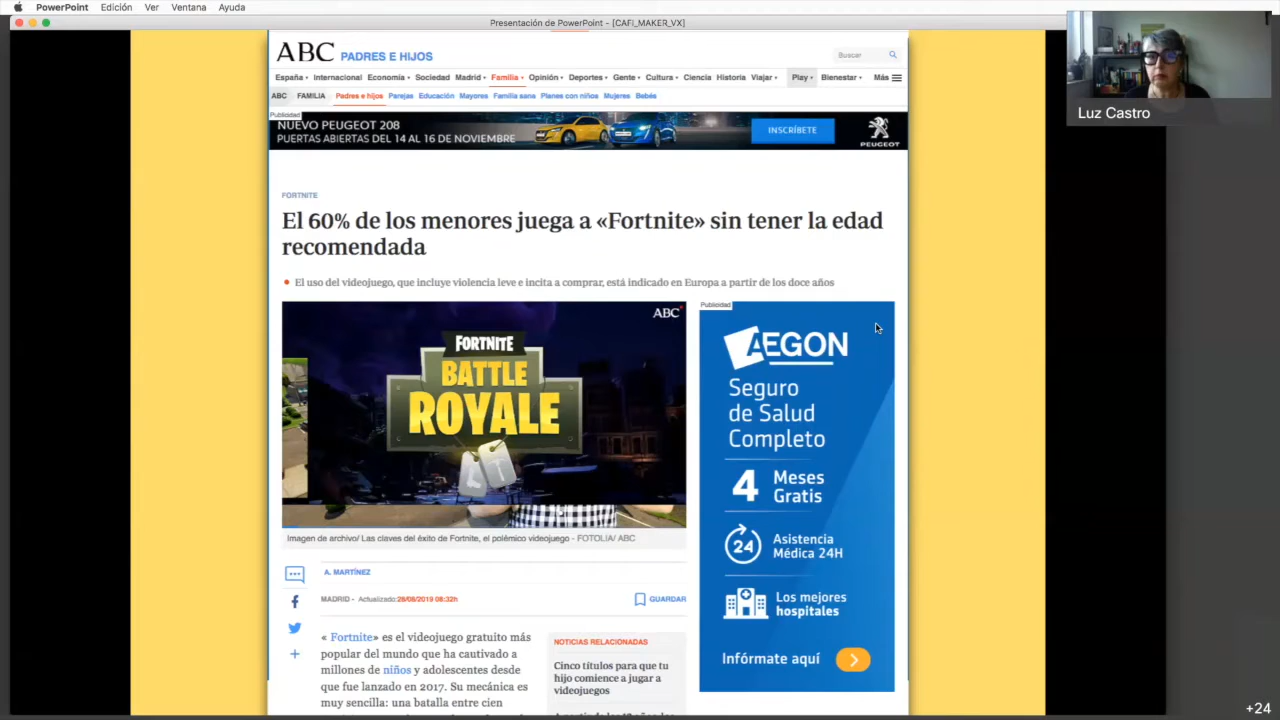 PowerPoint Edición Ver Ventana Ayuda
Presentación de PowerPoint - [CAFI_MAKER_VX]
Luz Castro
ABC PADRES E HIJOS
Buscar
España Internacional Economía Sociedad Madrid Familia Opinión Deportes Gente Cultura Ciencia Historia Viajar Play Bienestar Más
ABC FAMILIA Padres e hijos Parejas Educación Mayores Familia sana Planes con niños Mujeres Bebés
Publicidad
NUEVO PEUGEOT 208
PUERTAS ABIERTAS DEL 14 AL 16 DE NOVIEMBRE
INSCRÍBETE
PEUGEOT
FORTNITE
El 60% de los menores juega a «Fortnite» sin tener la edad
recomendada
El uso del videojuego, que incluye violencia leve e incita a comprar, está indicado en Europa a partir de los doce años
ABC
FORTNITE
BATTLE
ROYALE
Imagen de archivo/ Las claves del éxito de Fortnite, el polémico videojuego - FOTOLIA/ ABC
A. MARTÍNEZ
MADRID - Actualizado:28/08/2019 08:32h
GUARDAR
« Fortnite» es el videojuego gratuito más
popular del mundo que ha cautivado a
millones de niños y adolescentes desde
que fue lanzado en 2017. Su mecánica es
muy sencilla: una batalla entre cien
NOTICIAS RELACIONADAS
Cinco títulos para que tu
hijo comience a jugar a
videojuegos
Publicidad
AEGON
Seguro
de Salud
Completo
4 Meses
Gratis
24 Asistencia
Médica 24H
Los mejores
hospitales
Infórmate aquí
+24